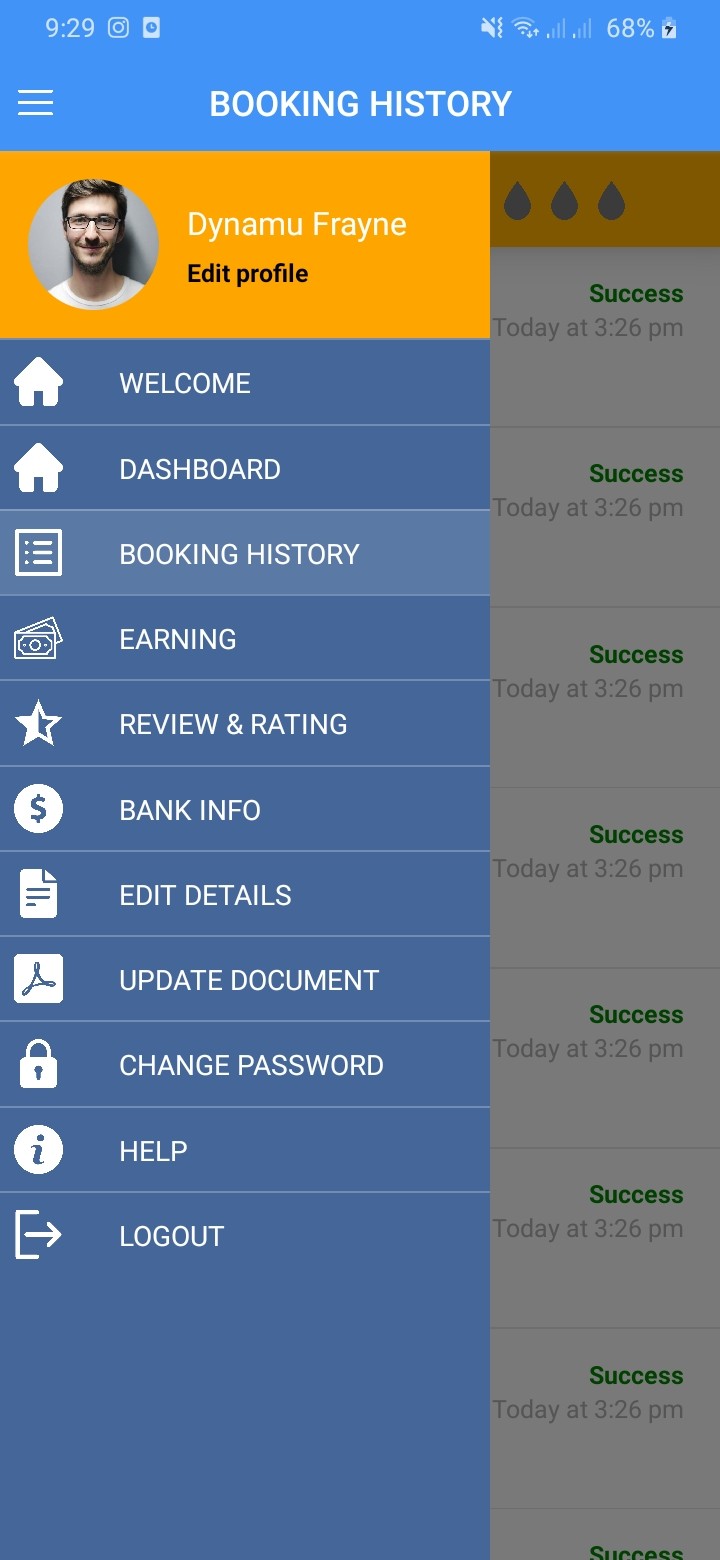 9:29
68%
BOOKING HISTORY
Dynamu Frayne
Edit profile
WELCOME
DASHBOARD
BOOKING HISTORY
EARNING
REVIEW & RATING
BANK INFO
EDIT DETAILS
UPDATE DOCUMENT
CHANGE PASSWORD
HELP
LOGOUT
Success
Today at 3:26 pm
Success
Today at 3:26 pm
Success
Today at 3:26 pm
Success
Today at 3:26 pm
Success
Today at 3:26 pm
Success
Today at 3:26 pm
Success
Today at 3:26 pm
Success